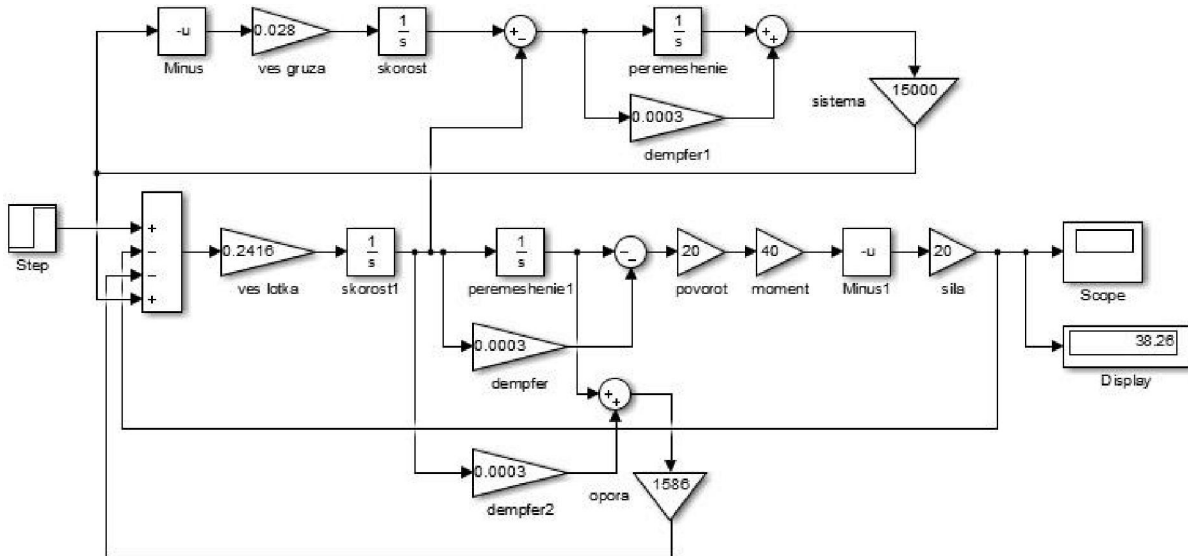 -u
Minus
0.028
ves gruza
1
s
skorost
+
−
1
s
peremeshenie
+
+
0.0003
dempfer1
sistema
15000
Step
+
−
−
+
0.2416
ves lotka
1
s
skorost1
1
s
peremeshenie1
−
−
20
povorot
40
moment
-u
Minus1
20
sila
Scope
38.26
Display
0.0003
dempfer
+
+
0.0003
dempfer2
opora
1586